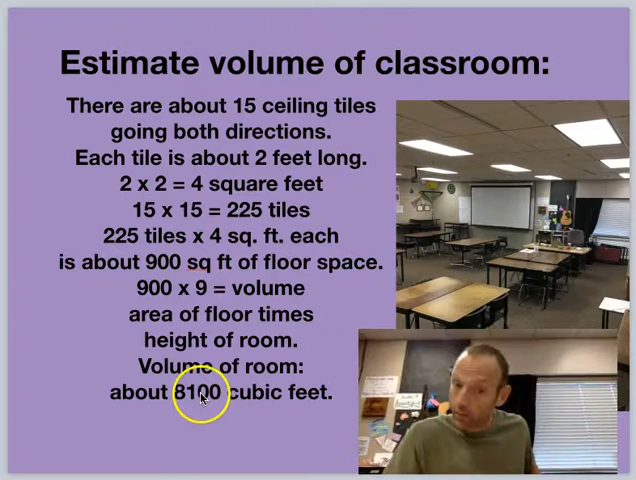 Estimate volume of classroom:
There are about 15 ceiling tiles
going both directions.
Each tile is about 2 feet long.
2 x 2 = 4 square feet
15 x 15 = 225 tiles
225 tiles x 4 sq. ft. each
is about 900 sq ft of floor space.
900 x 9 = volume
area of floor times
height of room.
Volume of room:
about 8100 cubic feet.